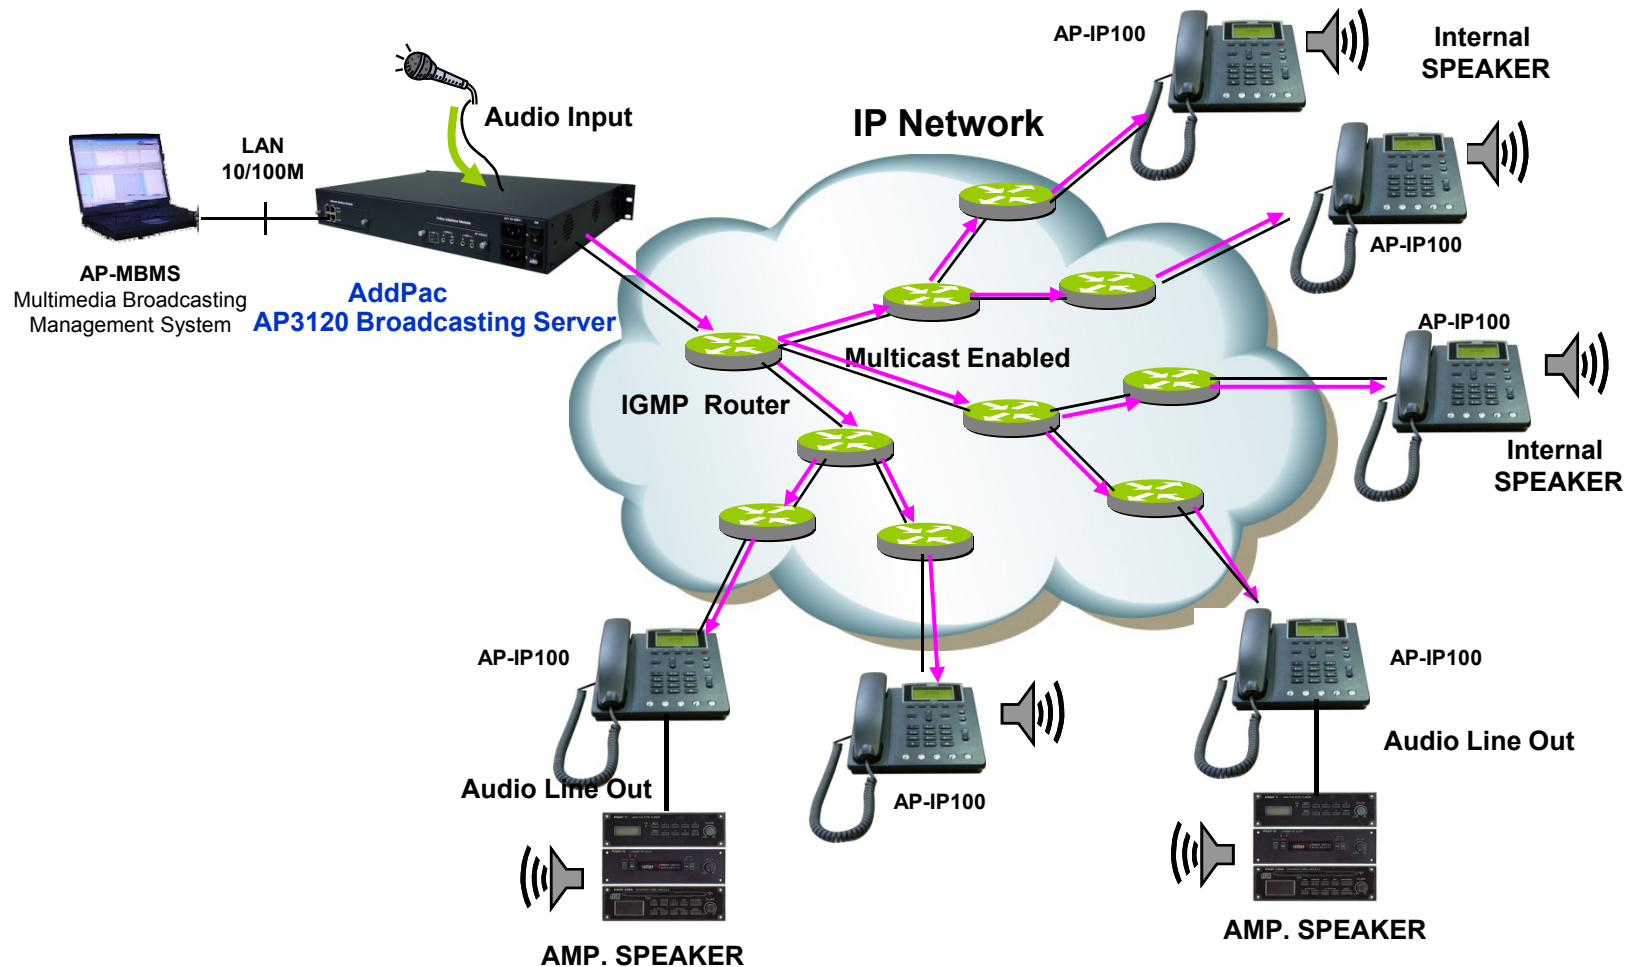 AP-IP100
Internal
SPEAKER
Audio Input
IP Network
LAN
10/100M
AP-IP100
AP-MBMS
Multimedia Broadcasting
Management System
AddPac
AP3120 Broadcasting Server
AP-IP100
Multicast Enabled
IGMP Router
Internal
SPEAKER
AP-IP100
AP-IP100
Audio Line Out
Audio Line Out
AP-IP100
AMP. SPEAKER
AMP. SPEAKER